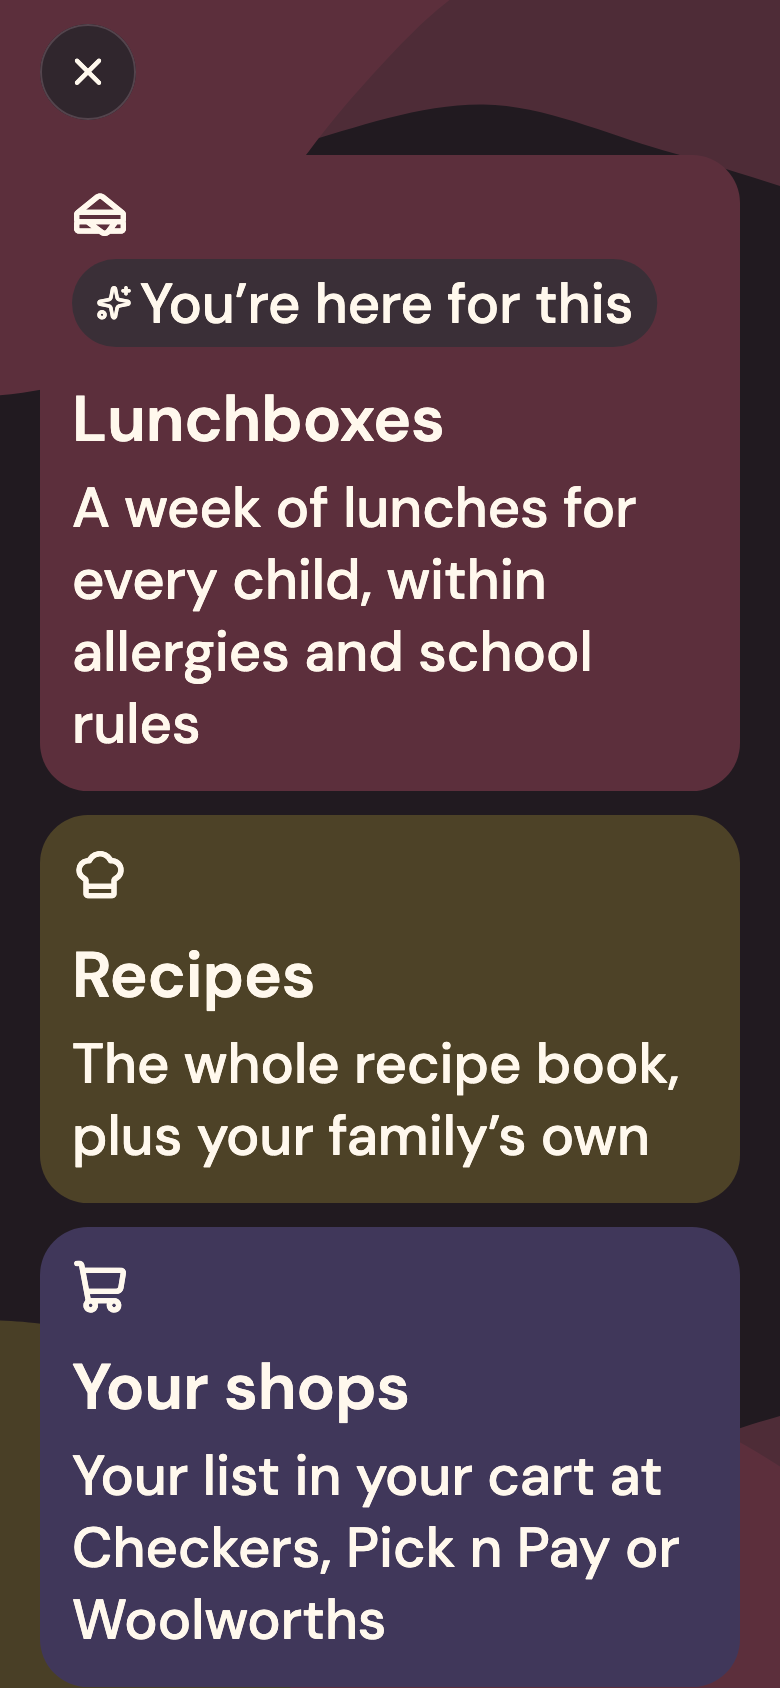 You’re here for this
Lunchboxes
A week of lunches for
every child, within
allergies and school
rules
Recipes
The whole recipe book,
plus your family’s own
Your shops
Your list in your cart at
Checkers, Pick n Pay or
Woolworths